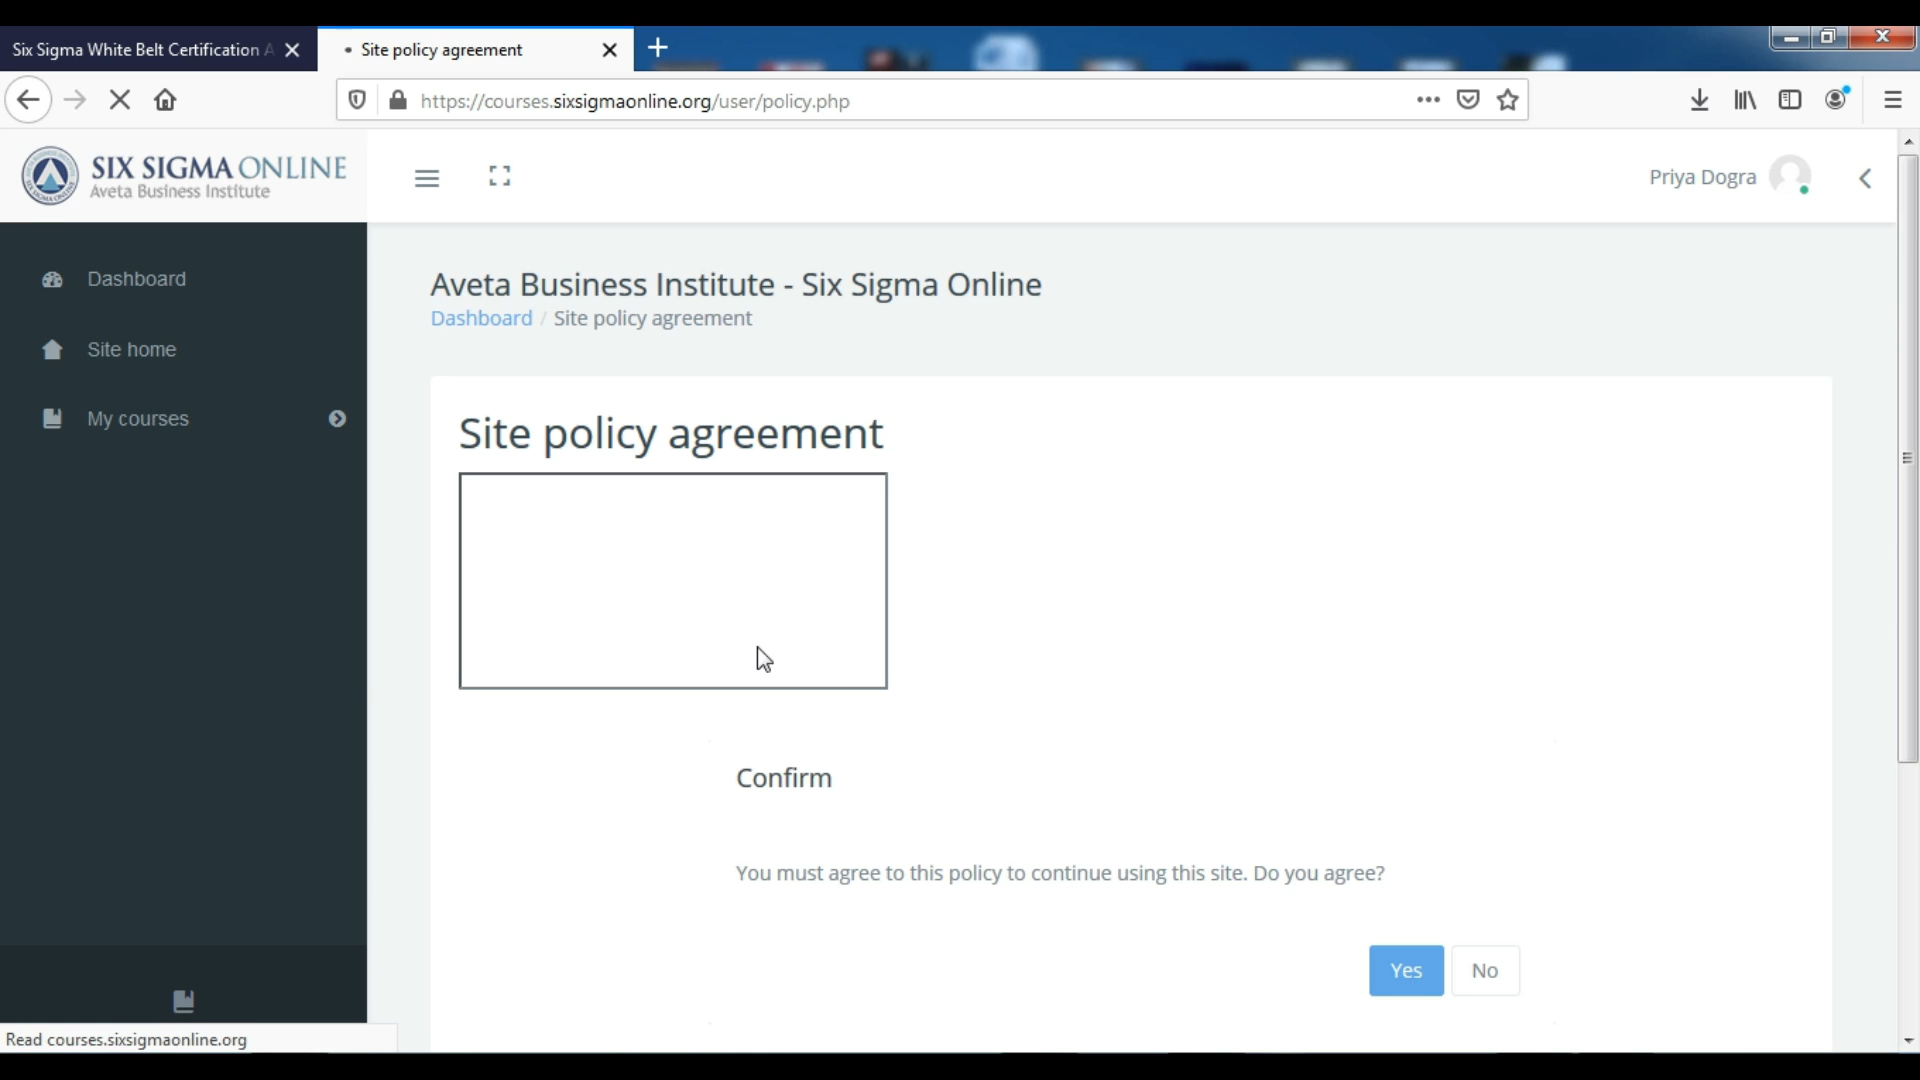 Six Sigma White Belt Certification A
Site policy agreement
https://courses.sixsigmaonline.org/user/policy.php
SIX SIGMA ONLINE
Aveta Business Institute
Priya Dogra
Dashboard
Site home
My courses
Aveta Business Institute - Six Sigma Online
Dashboard / Site policy agreement
Site policy agreement
Confirm
You must agree to this policy to continue using this site. Do you agree?
Yes No
Read courses.sixsigmaonline.org